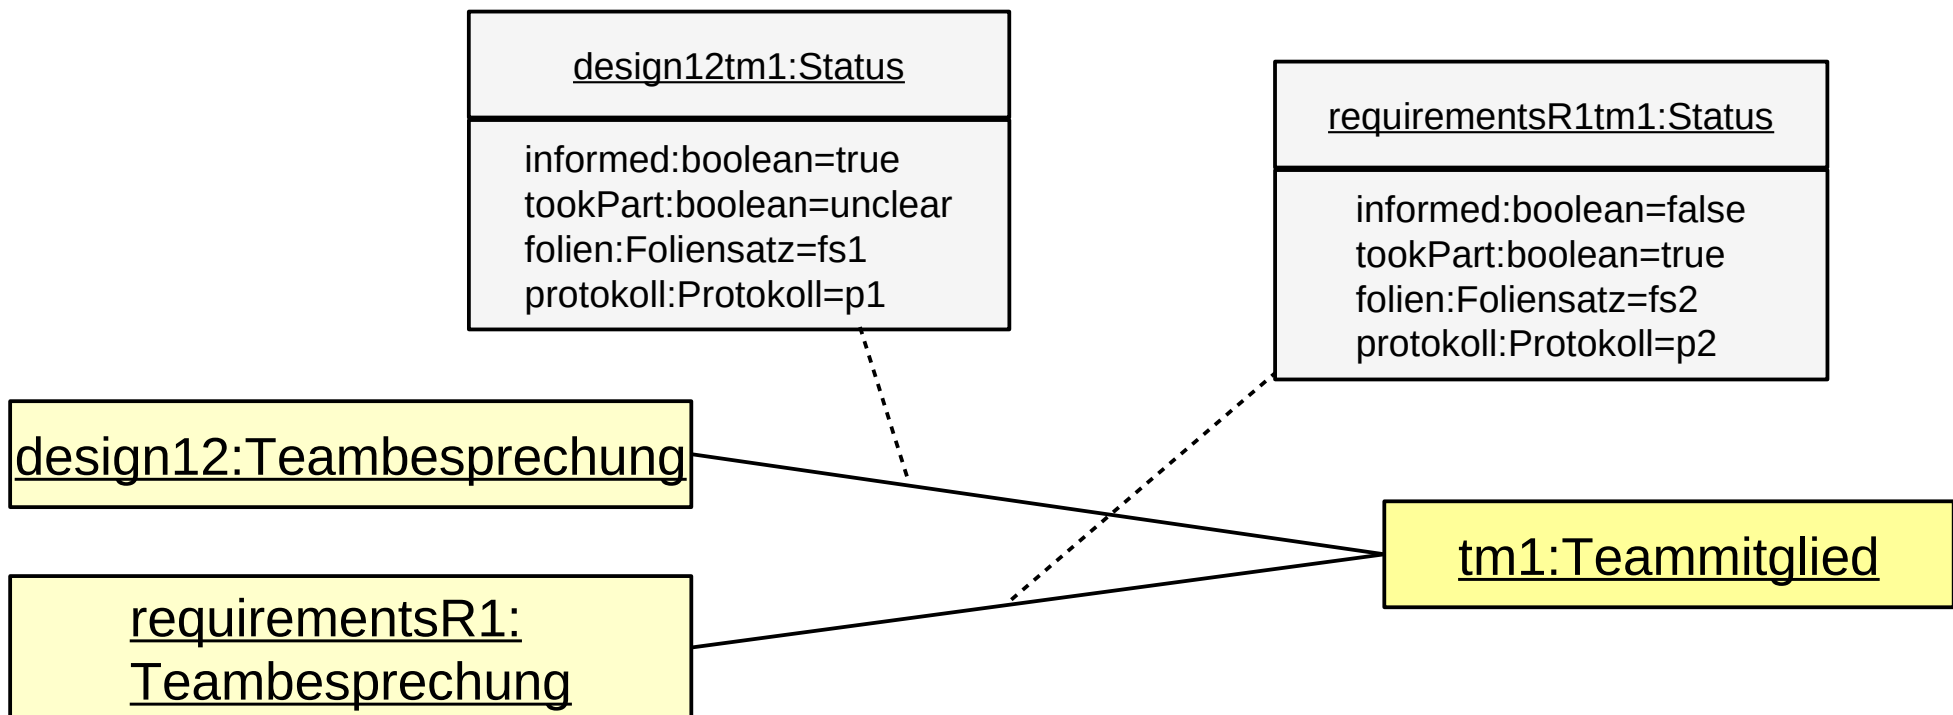 design12tm1:Status
informed:boolean=true
tookPart:boolean=unclear
folien:Foliensatz=fs1
protokoll:Protokoll=p1
requirementsR1tm1:Status
informed:boolean=false
tookPart:boolean=true
folien:Foliensatz=fs2
protokoll:Protokoll=p2
design12:Teambesprechung
requirementsR1:
Teambesprechung
tm1:Teammitglied